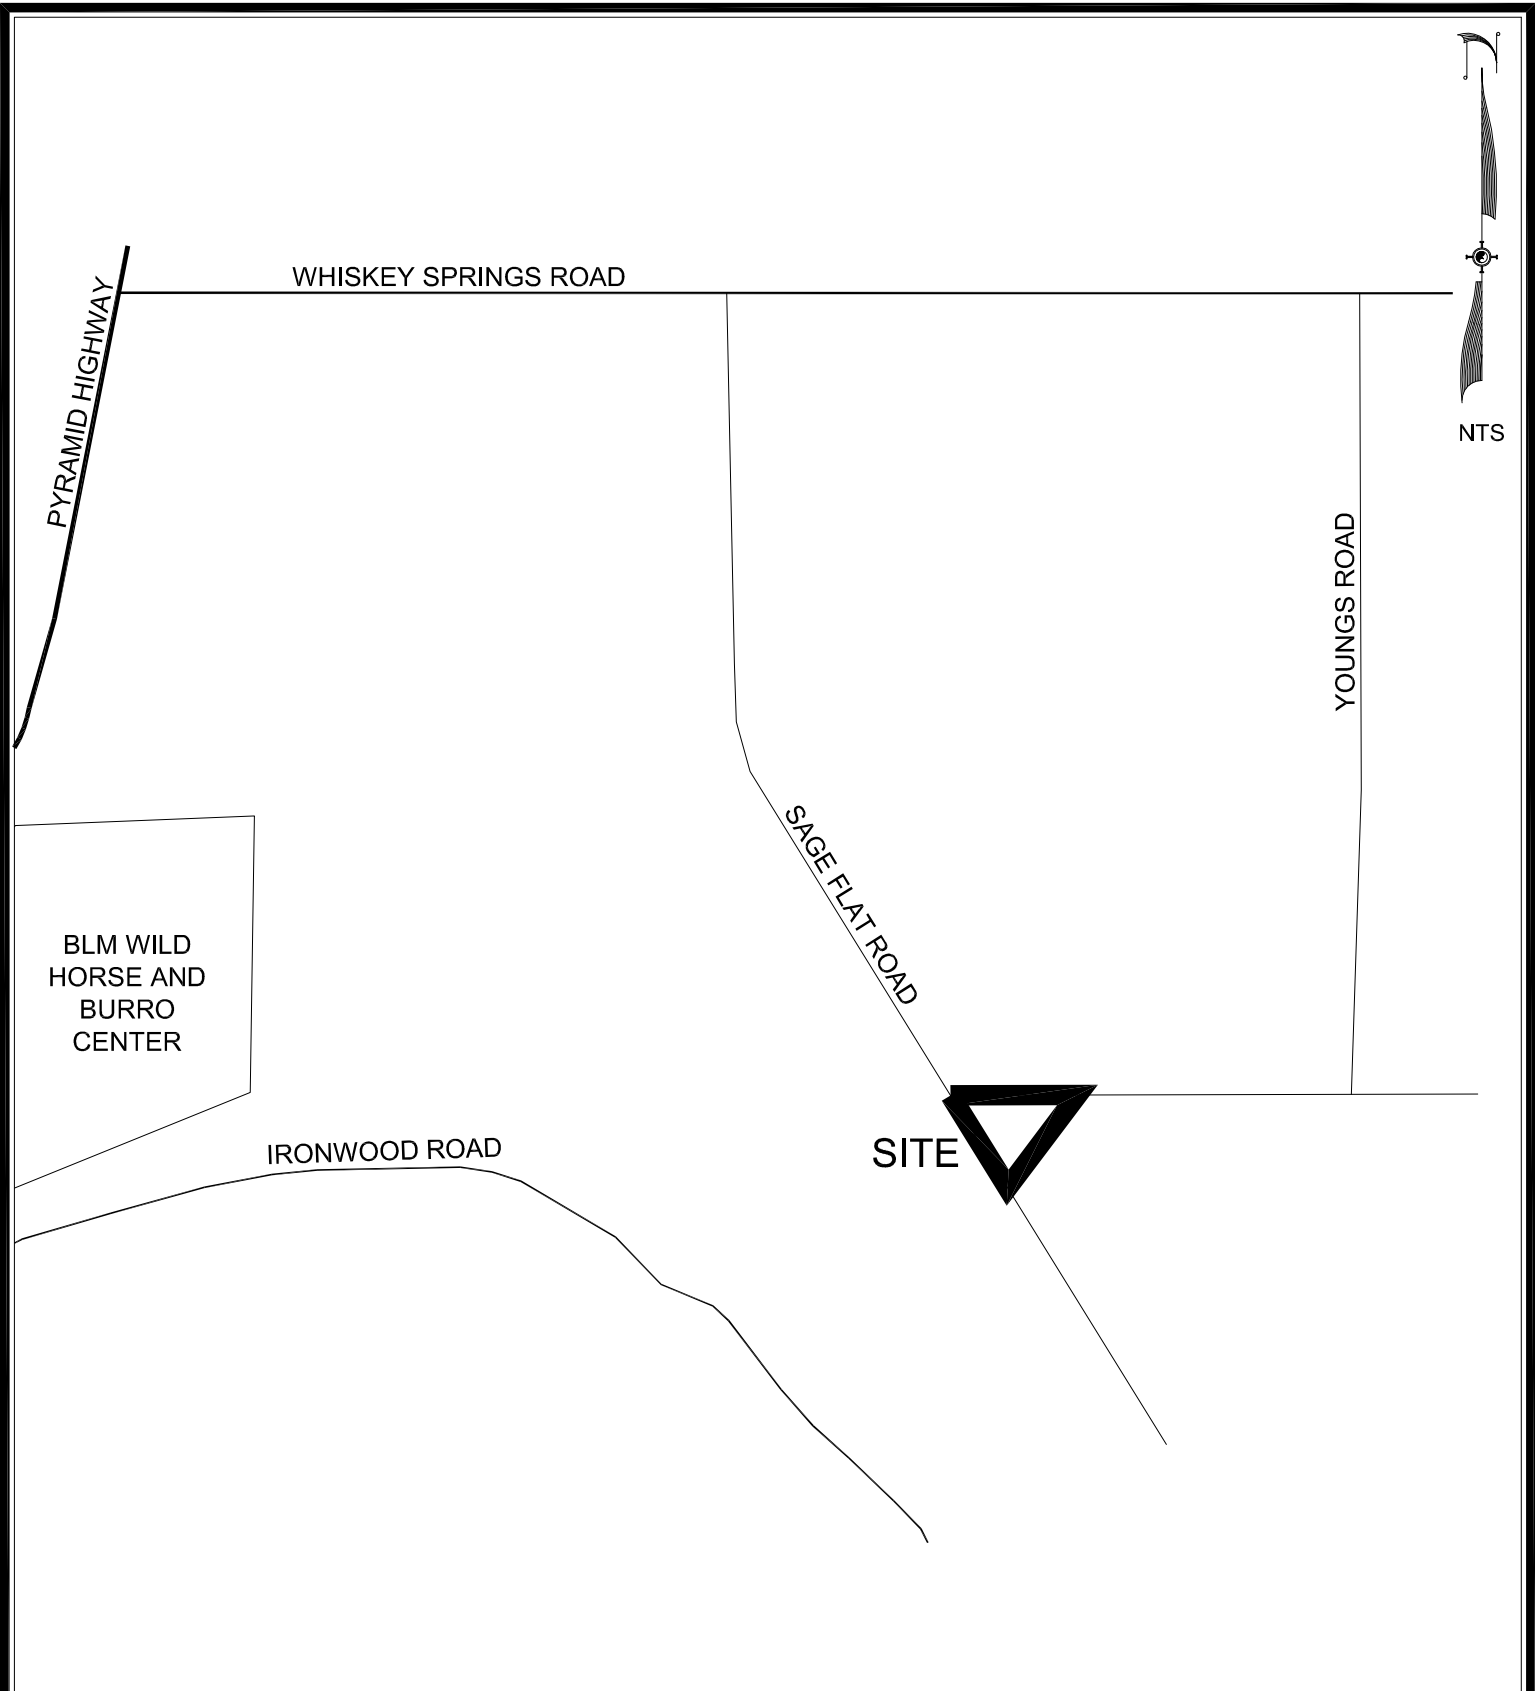 WHISKEY SPRINGS ROAD
PYRAMID HIGHWAY
NTS
YOUNGS ROAD
SAGE FLAT ROAD
BLM WILD
HORSE AND
BURRO
CENTER
IRONWOOD ROAD
SITE